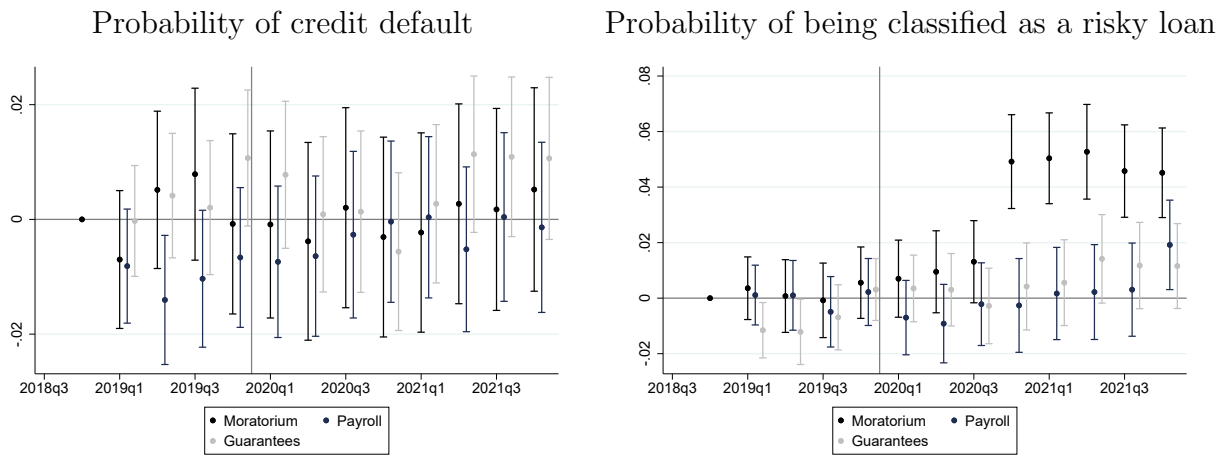 Probability of credit default
.02
0
-.02
2018q3 2019q1 2019q3 2020q1 2020q3 2021q1 2021q3
Moratorium Payroll
Guarantees
Probability of being classified as a risky loan
.08
.06
.04
.02
0
-.02
2018q3 2019q1 2019q3 2020q1 2020q3 2021q1 2021q3
Moratorium Payroll
Guarantees